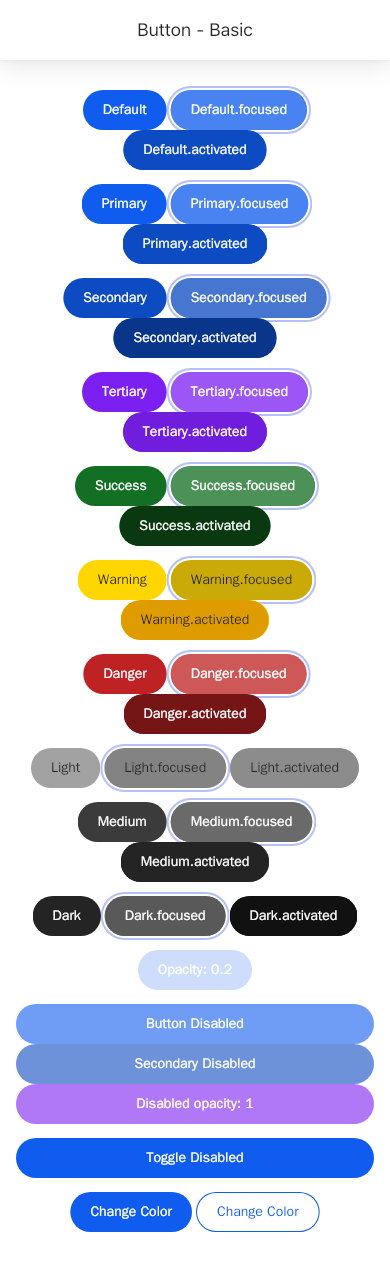 Button - Basic
Default Default.focused
Default.activated
Primary Primary.focused
Primary.activated
Secondary Secondary.focused
Secondary.activated
Tertiary Tertiary.focused
Tertiary.activated
Success Success.focused
Success.activated
Warning Warning.focused
Warning.activated
Danger Danger.focused
Danger.activated
Light Light.focused Light.activated
Medium Medium.focused
Medium.activated
Dark Dark.focused Dark.activated
Opacity: 0.2
Button Disabled
Secondary Disabled
Disabled opacity: 1
Toggle Disabled
Change Color Change Color